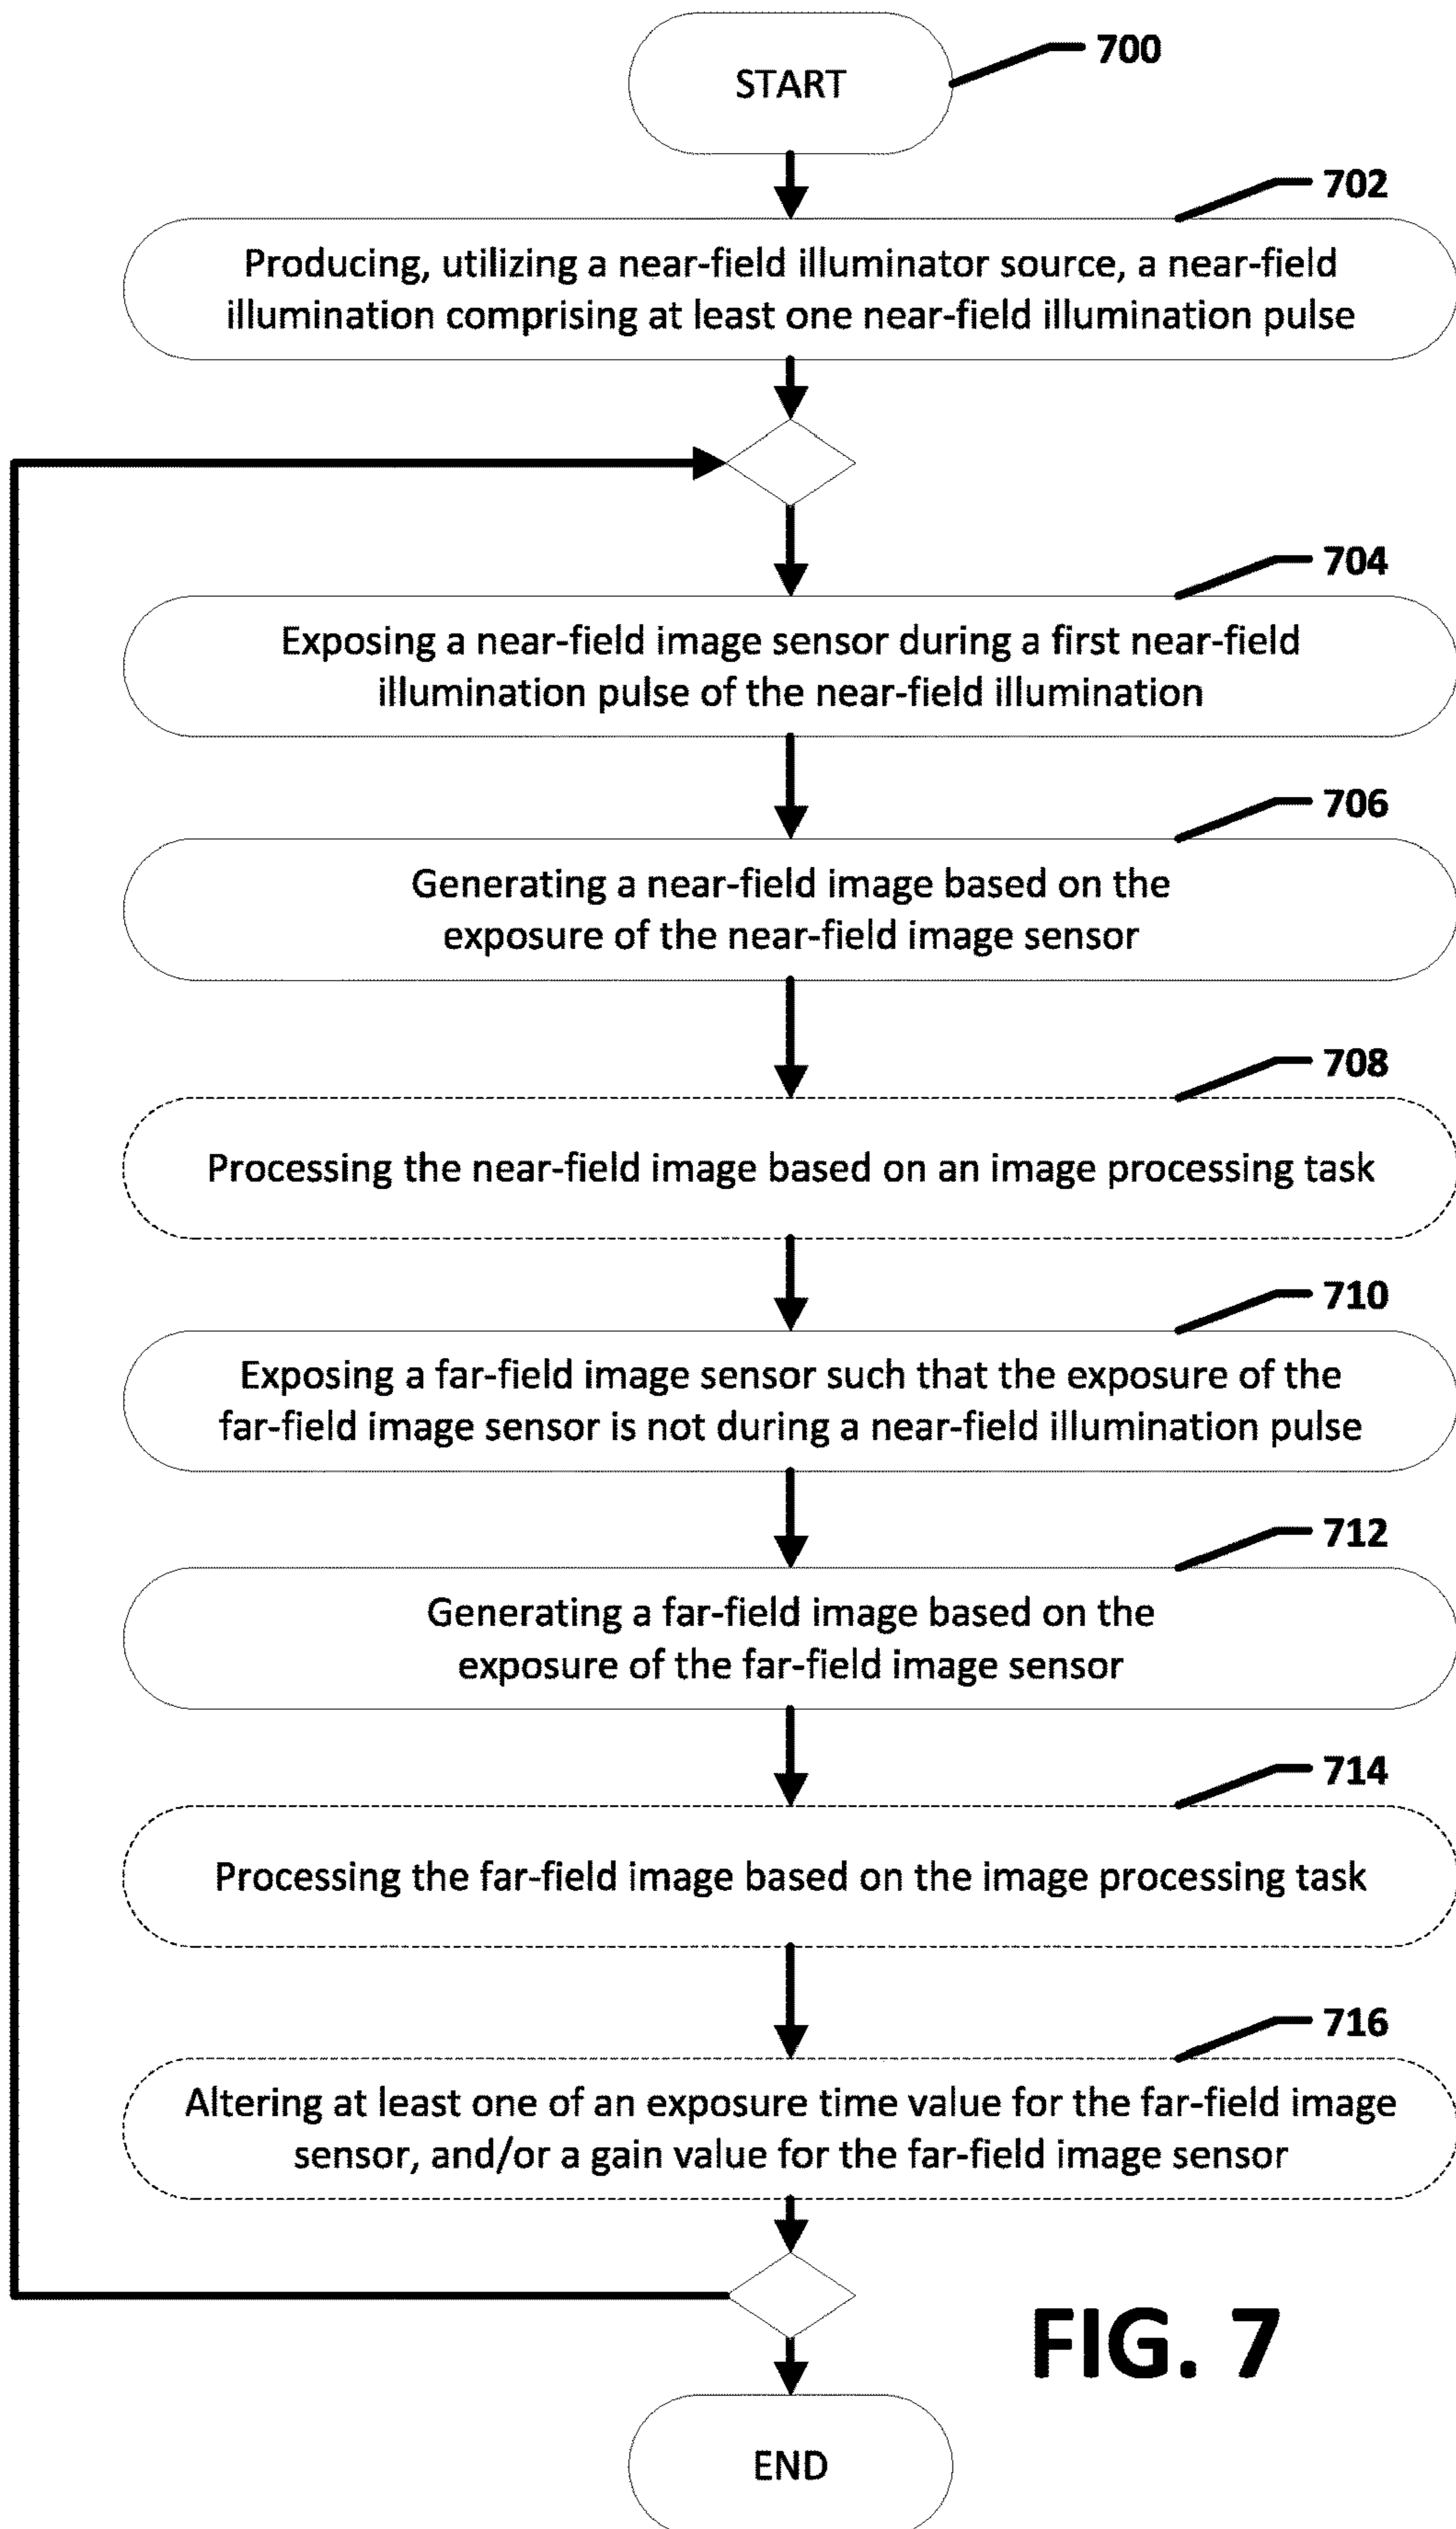 START
700
702
Producing, utilizing a near-field illuminator source, a near-field
illumination comprising at least one near-field illumination pulse
704
Exposing a near-field image sensor during a first near-field
illumination pulse of the near-field illumination
706
Generating a near-field image based on the
exposure of the near-field image sensor
708
Processing the near-field image based on an image processing task
710
Exposing a far-field image sensor such that the exposure of the
far-field image sensor is not during a near-field illumination pulse
712
Generating a far-field image based on the
exposure of the far-field image sensor
714
Processing the far-field image based on the image processing task
716
Altering at least one of an exposure time value for the far-field image
sensor, and/or a gain value for the far-field image sensor
FIG. 7
END